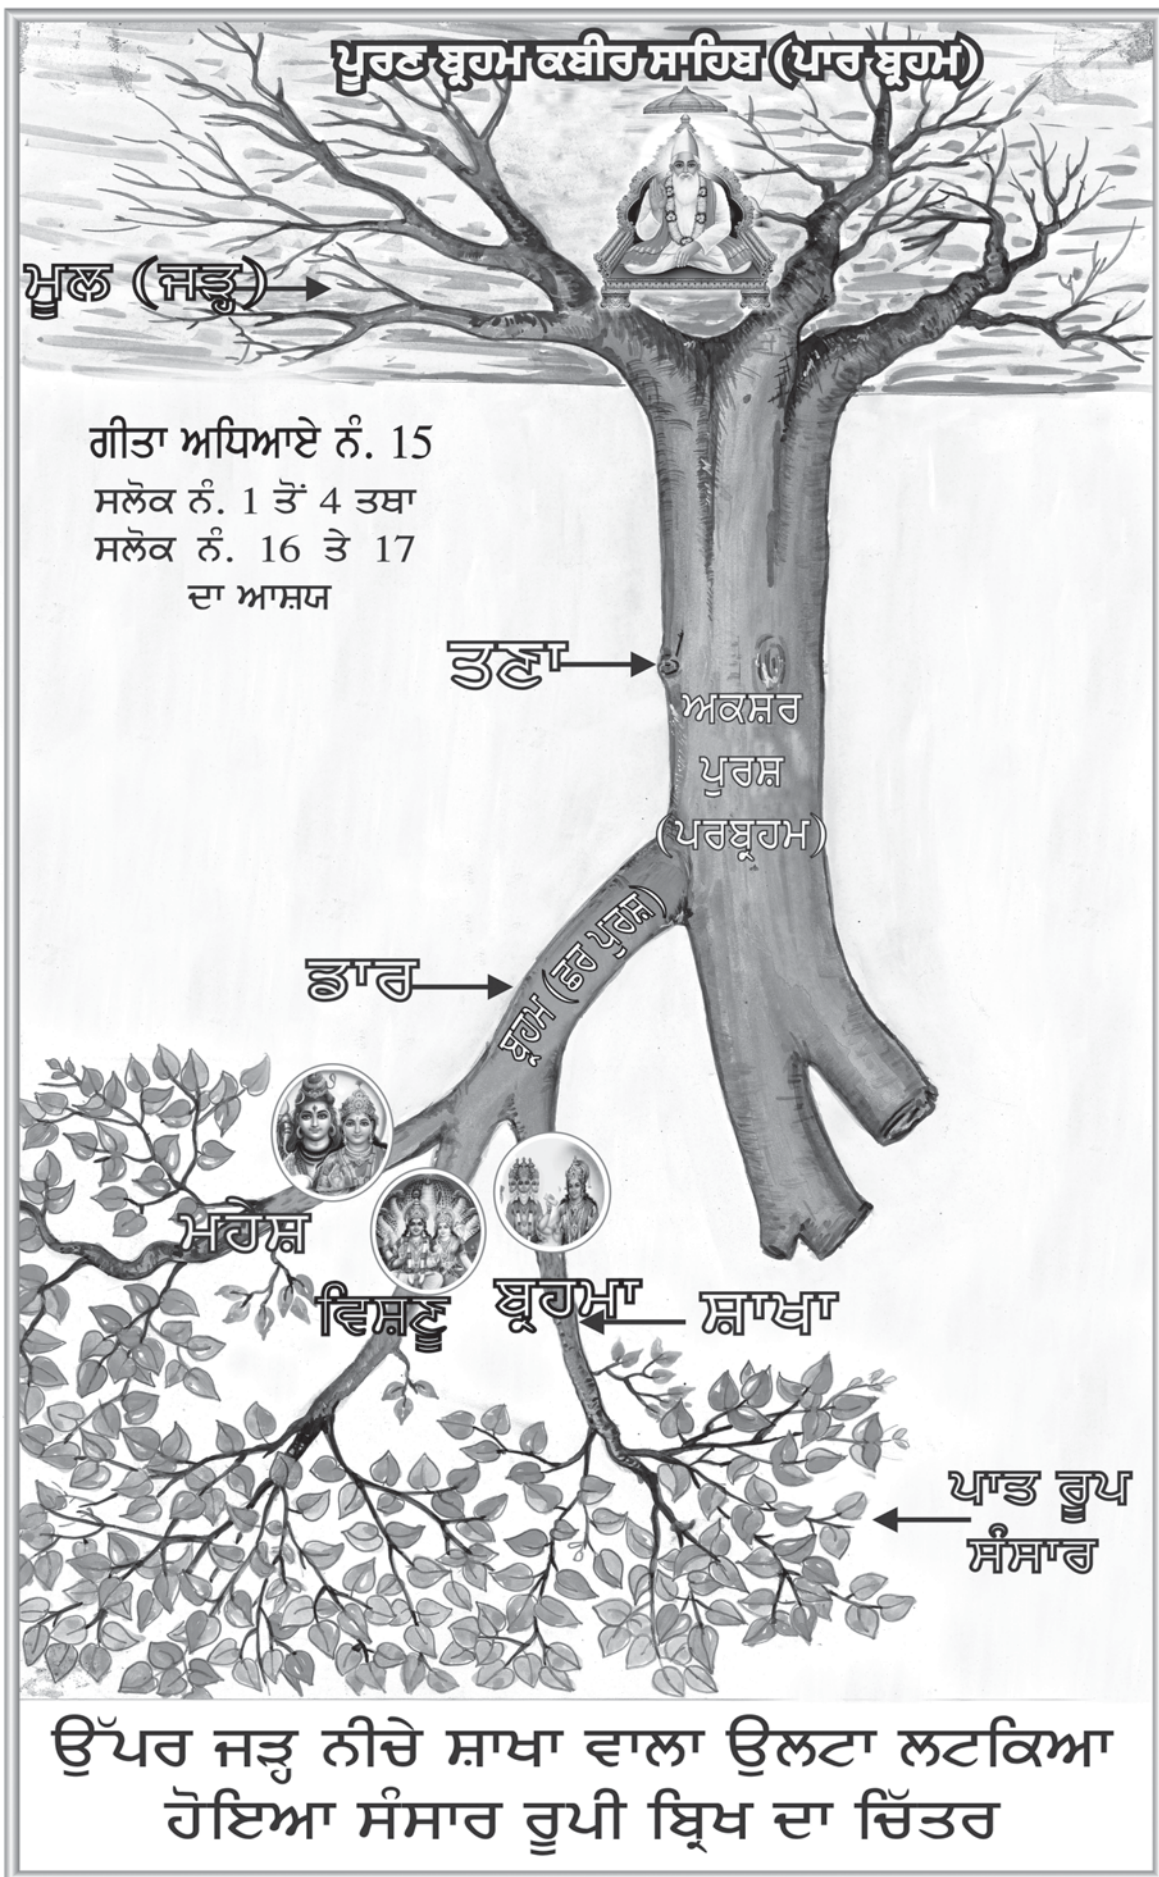 ਪੂਰਣ ਬ੍ਰਹਮ ਕਬੀਰ ਸਾਹਿਬ (ਪਾਰ ਬ੍ਰਹਮ)
ਮੂਲ (ਜੜ੍ਹ)
ਗੀਤਾ ਅਧਿਆਏ ਨੰ. 15
ਸਲੋਕ ਨੰ. 1 ਤੋਂ 4 ਤਥਾ
ਸਲੋਕ ਨੰ. 16 ਤੇ 17
ਦਾ ਆਸ਼ਯ
ਤਣਾ
ਅਕਸ਼ਰ
ਪੁਰਸ਼
(ਪਰਬ੍ਰਹਮ)
ਡਾਰ
ਬ੍ਰਹਮ (ਛਰ ਪੁਰਸ਼)
ਮਹੇਸ਼
ਵਿਸ਼ਣੂ
ਬ੍ਰਹਮਾ
ਸ਼ਾਖਾ
ਪਾਤ ਰੂਪ
ਸੰਸਾਰ
ਉੱਪਰ ਜੜ੍ਹ ਨੀਚੇ ਸ਼ਾਖਾ ਵਾਲਾ ਉਲਟਾ ਲਟਕਿਆ
ਹੋਇਆ ਸੰਸਾਰ ਰੂਪੀ ਬ੍ਰਿਖ ਦਾ ਚਿੱਤਰ